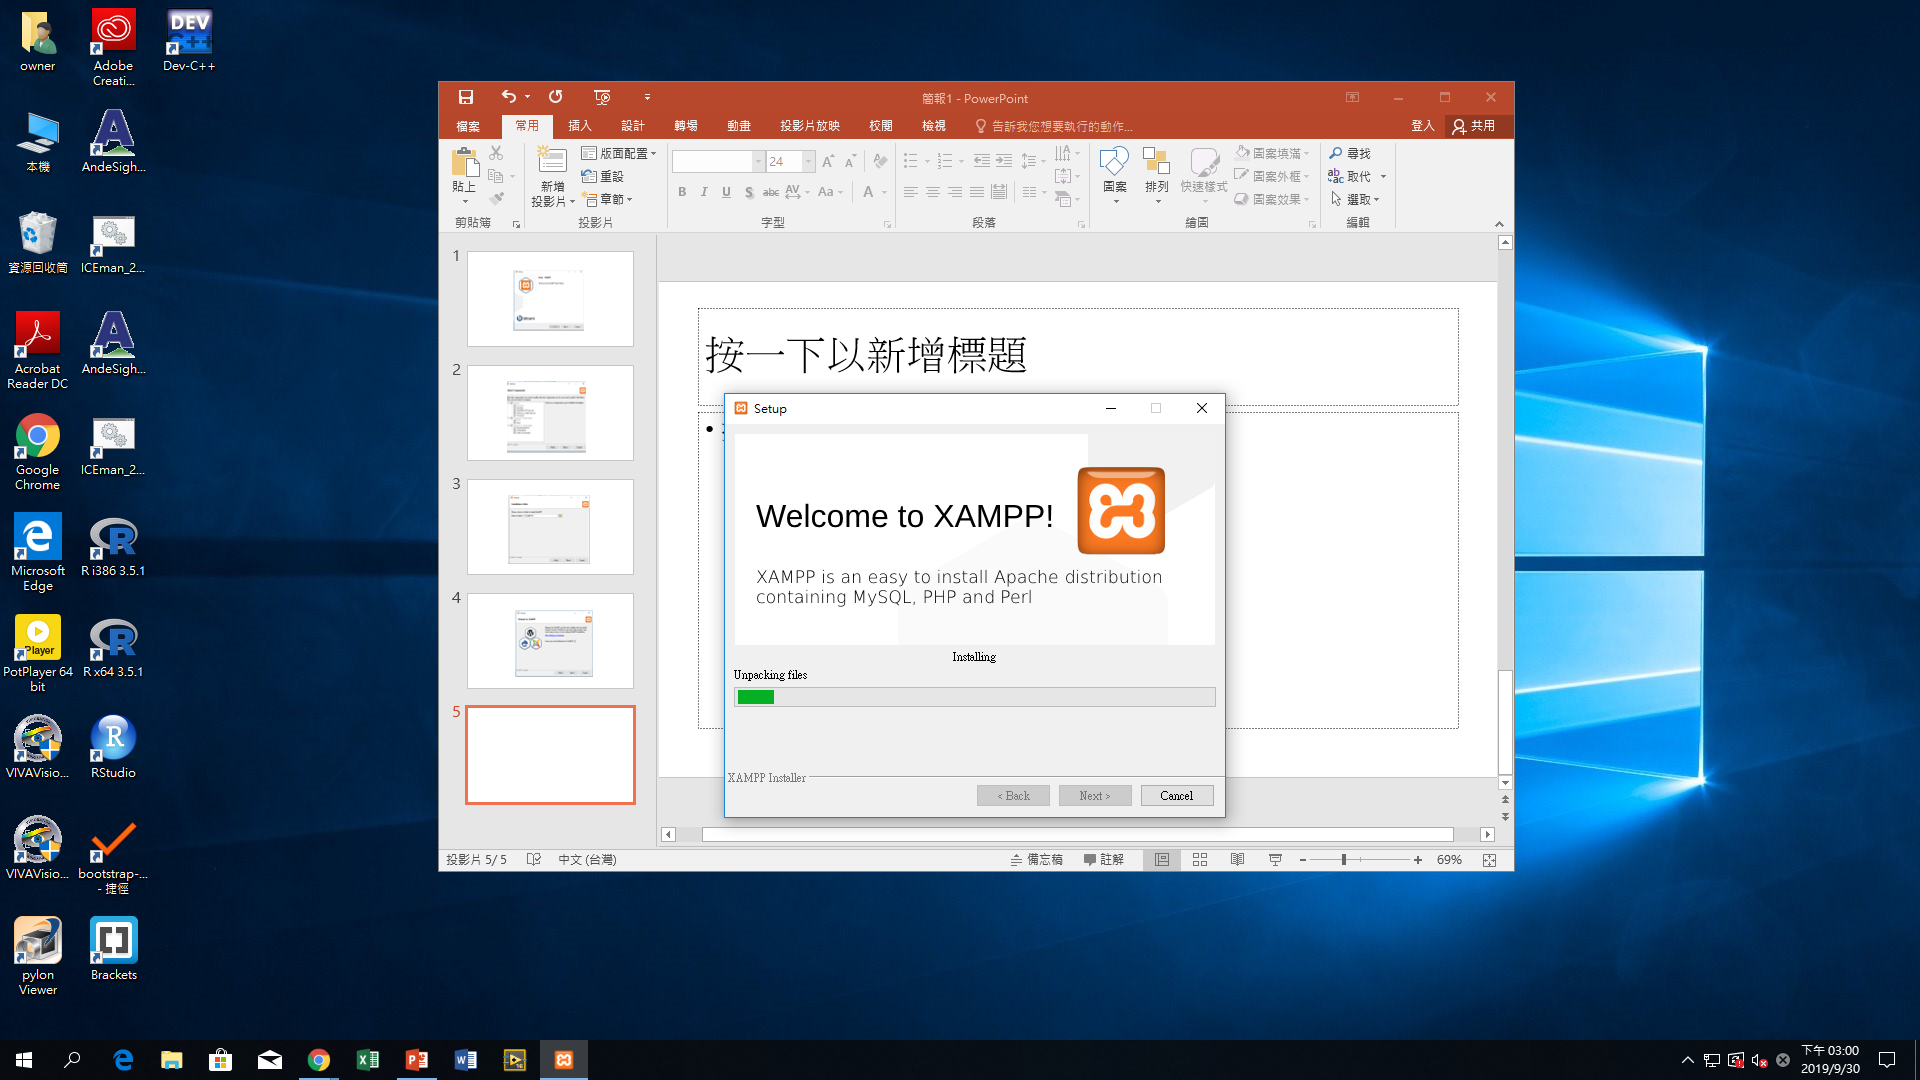 owner
Adobe
Creati...
Dev-C++
本機
AndeSigh...
資源回收筒
ICEman_2...
Acrobat
Reader DC
AndeSigh...
Google
Chrome
ICEman_2...
Microsoft
Edge
R i386 3.5.1
Player
PotPlayer 64
bit
R x64 3.5.1
VIVAVisio...
RStudio
VIVAVisio...
bootstrap-...
- 捷徑
pylon
Viewer
Brackets
簡報1 - PowerPoint
檔案 常用 插入 設計 轉場 動畫 投影片放映 校閱 檢視 告訴我您想要執行的動作... 登入 共用
貼上
剪貼簿
新增
投影片
版面配置
重設
章節
投影片
24
B I U S abc AV Aa A
字型
段落
圖案
排列
快速樣式
圖案填滿
圖案外框
圖案效果
繪圖
尋找
取代
選取
編輯
1
2
3
4
5
按一下以新增標題
Setup
Welcome to XAMPP!
XAMPP is an easy to install Apache distribution
containing MySQL, PHP and Perl
Installing
Unpacking files
XAMPP Installer
< Back Next > Cancel
投影片 5/ 5 中文 (台灣) 備忘稿 註解 69%
下午 03:00
2019/9/30